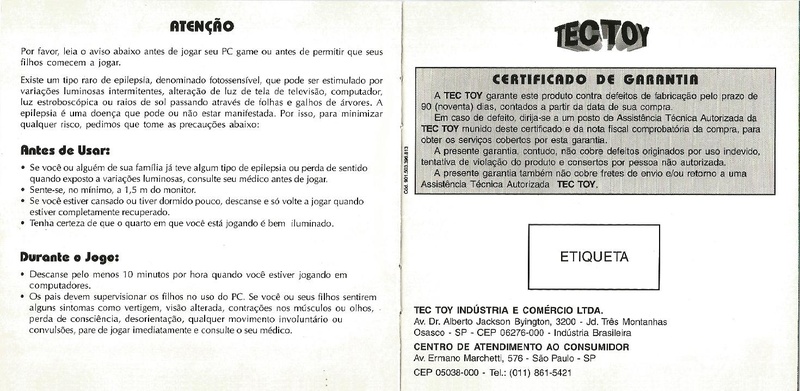 ATENÇÃO
Por favor, leia o aviso abaixo antes de jogar seu PC game ou antes de permitir que seus
filhos comecem a jogar.
Existe um tipo raro de epilepsia, denominado fotossensível, que pode ser estimulado por
variações luminosas intermitentes, alteração de luz de tela de televisão, computador,
luz estroboscópica ou raios de sol passando através de folhas e galhos de árvores. A
epilepsia é uma doença que pode ou não estar manifestada. Por isso, para minimizar
qualquer risco, pedimos que tome as precauções abaixo:
Antes de Usar:
• Se você ou alguém de sua família já teve algum tipo de epilepsia ou perda de sentido
quando exposto a variações luminosas, consulte seu médico antes de jogar.
• Sente-se, no mínimo, a 1,5 m do monitor.
• Se você estiver cansado ou tiver dormido pouco, descanse e só volte a jogar quando
estiver completamente recuperado.
• Tenha certeza de que o quarto em que você está jogando é bem iluminado.
Durante o Jogo:
• Descanse pelo menos 10 minutos por hora quando você estiver jogando em
computadores.
• Os pais devem supervisionar os filhos no uso do PC. Se você ou seus filhos sentirem
alguns sintomas como vertigem, visão alterada, contrações nos músculos ou olhos,
perda de consciência, desorientação, qualquer movimento involuntário ou
convulsões, pare de jogar imediatamente e consulte o seu médico.
TEC TOY
CERTIFICADO DE GARANTIA
A TEC TOY garante este produto contra defeitos de fabricação pelo prazo de
90 (noventa) dias, contados a partir da data de sua compra.
Em caso de defeito, dirija-se a um posto de Assistência Técnica Autorizada da
TEC TOY munido deste certificado e da nota fiscal comprobatória da compra, para
obter os serviços cobertos por esta garantia.
A presente garantia, contudo, não cobre defeitos originados por uso indevido,
tentativa de violação do produto e consertos por pessoa não autorizada.
A presente garantia também não cobre fretes de envio e/ou retorno a uma
Assistência Técnica Autorizada TEC TOY.
ETIQUETA
TEC TOY INDÚSTRIA E COMÉRCIO LTDA.
Av. Dr. Alberto Jackson Byington, 3200 - Jd. Três Montanhas
Osasco - SP - CEP 06276-000 - Indústria Brasileira
CENTRO DE ATENDIMENTO AO CONSUMIDOR
Av. Ermano Marchetti, 576 - São Paulo - SP
CEP 05038-000 - Tel.: (011) 861-5421